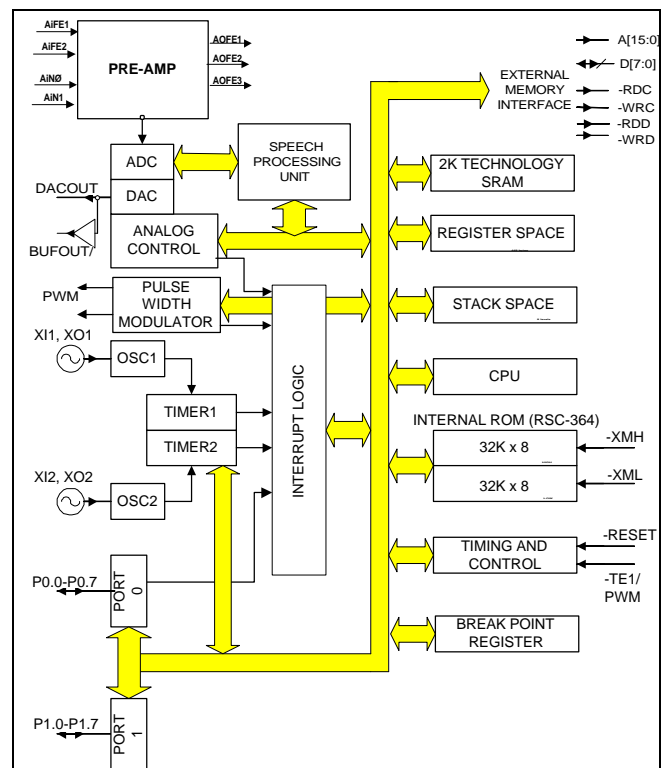 AiFE1
AiFE2
AiNØ
AiN1
PRE-AMP
AOFE1
AOFE2
AOFE3
ADC
DAC
ANALOG
CONTROL
DACOUT
BUFOUT/
SPEECH
PROCESSING
UNIT
EXTERNAL
MEMORY
INTERFACE
A[15:0]
D[7:0]
-RDC
-WRC
-RDD
-WRD
2K TECHNOLOGY
SRAM
REGISTER SPACE
STACK SPACE
CPU
PWM
PULSE
WIDTH
MODULATOR
XI1, XO1
OSC1
TIMER1
TIMER2
XI2, XO2
OSC2
INTERRUPT LOGIC
INTERNAL ROM (RSC-364)
32K x 8
32K x 8
-XMH
-XML
TIMING AND
CONTROL
-RESET
-TE1/
PWM
P0.0-P0.7
PORT
0
BREAK POINT
REGISTER
P1.0-P1.7
PORT
1